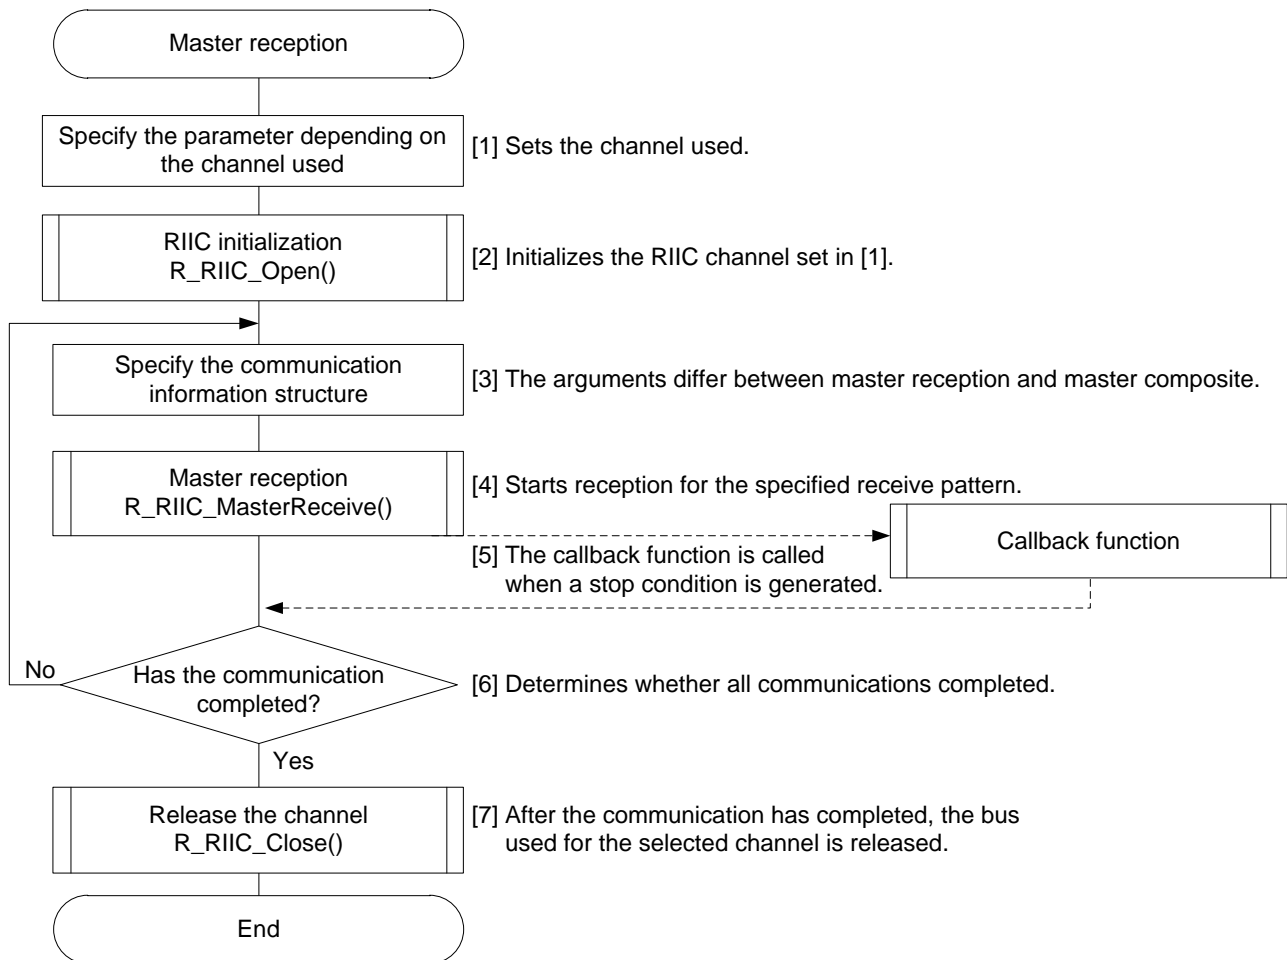 Master reception
Specify the parameter depending on
the channel used
[1] Sets the channel used.
RIIC initialization
R_RIIC_Open()
[2] Initializes the RIIC channel set in [1].
Specify the communication
information structure
[3] The arguments differ between master reception and master composite.
Master reception
R_RIIC_MasterReceive()
[4] Starts reception for the specified receive pattern.
Callback function
[5] The callback function is called
when a stop condition is generated.
No
Has the communication
completed?
[6] Determines whether all communications completed.
Yes
Release the channel
R_RIIC_Close()
[7] After the communication has completed, the bus
used for the selected channel is released.
End